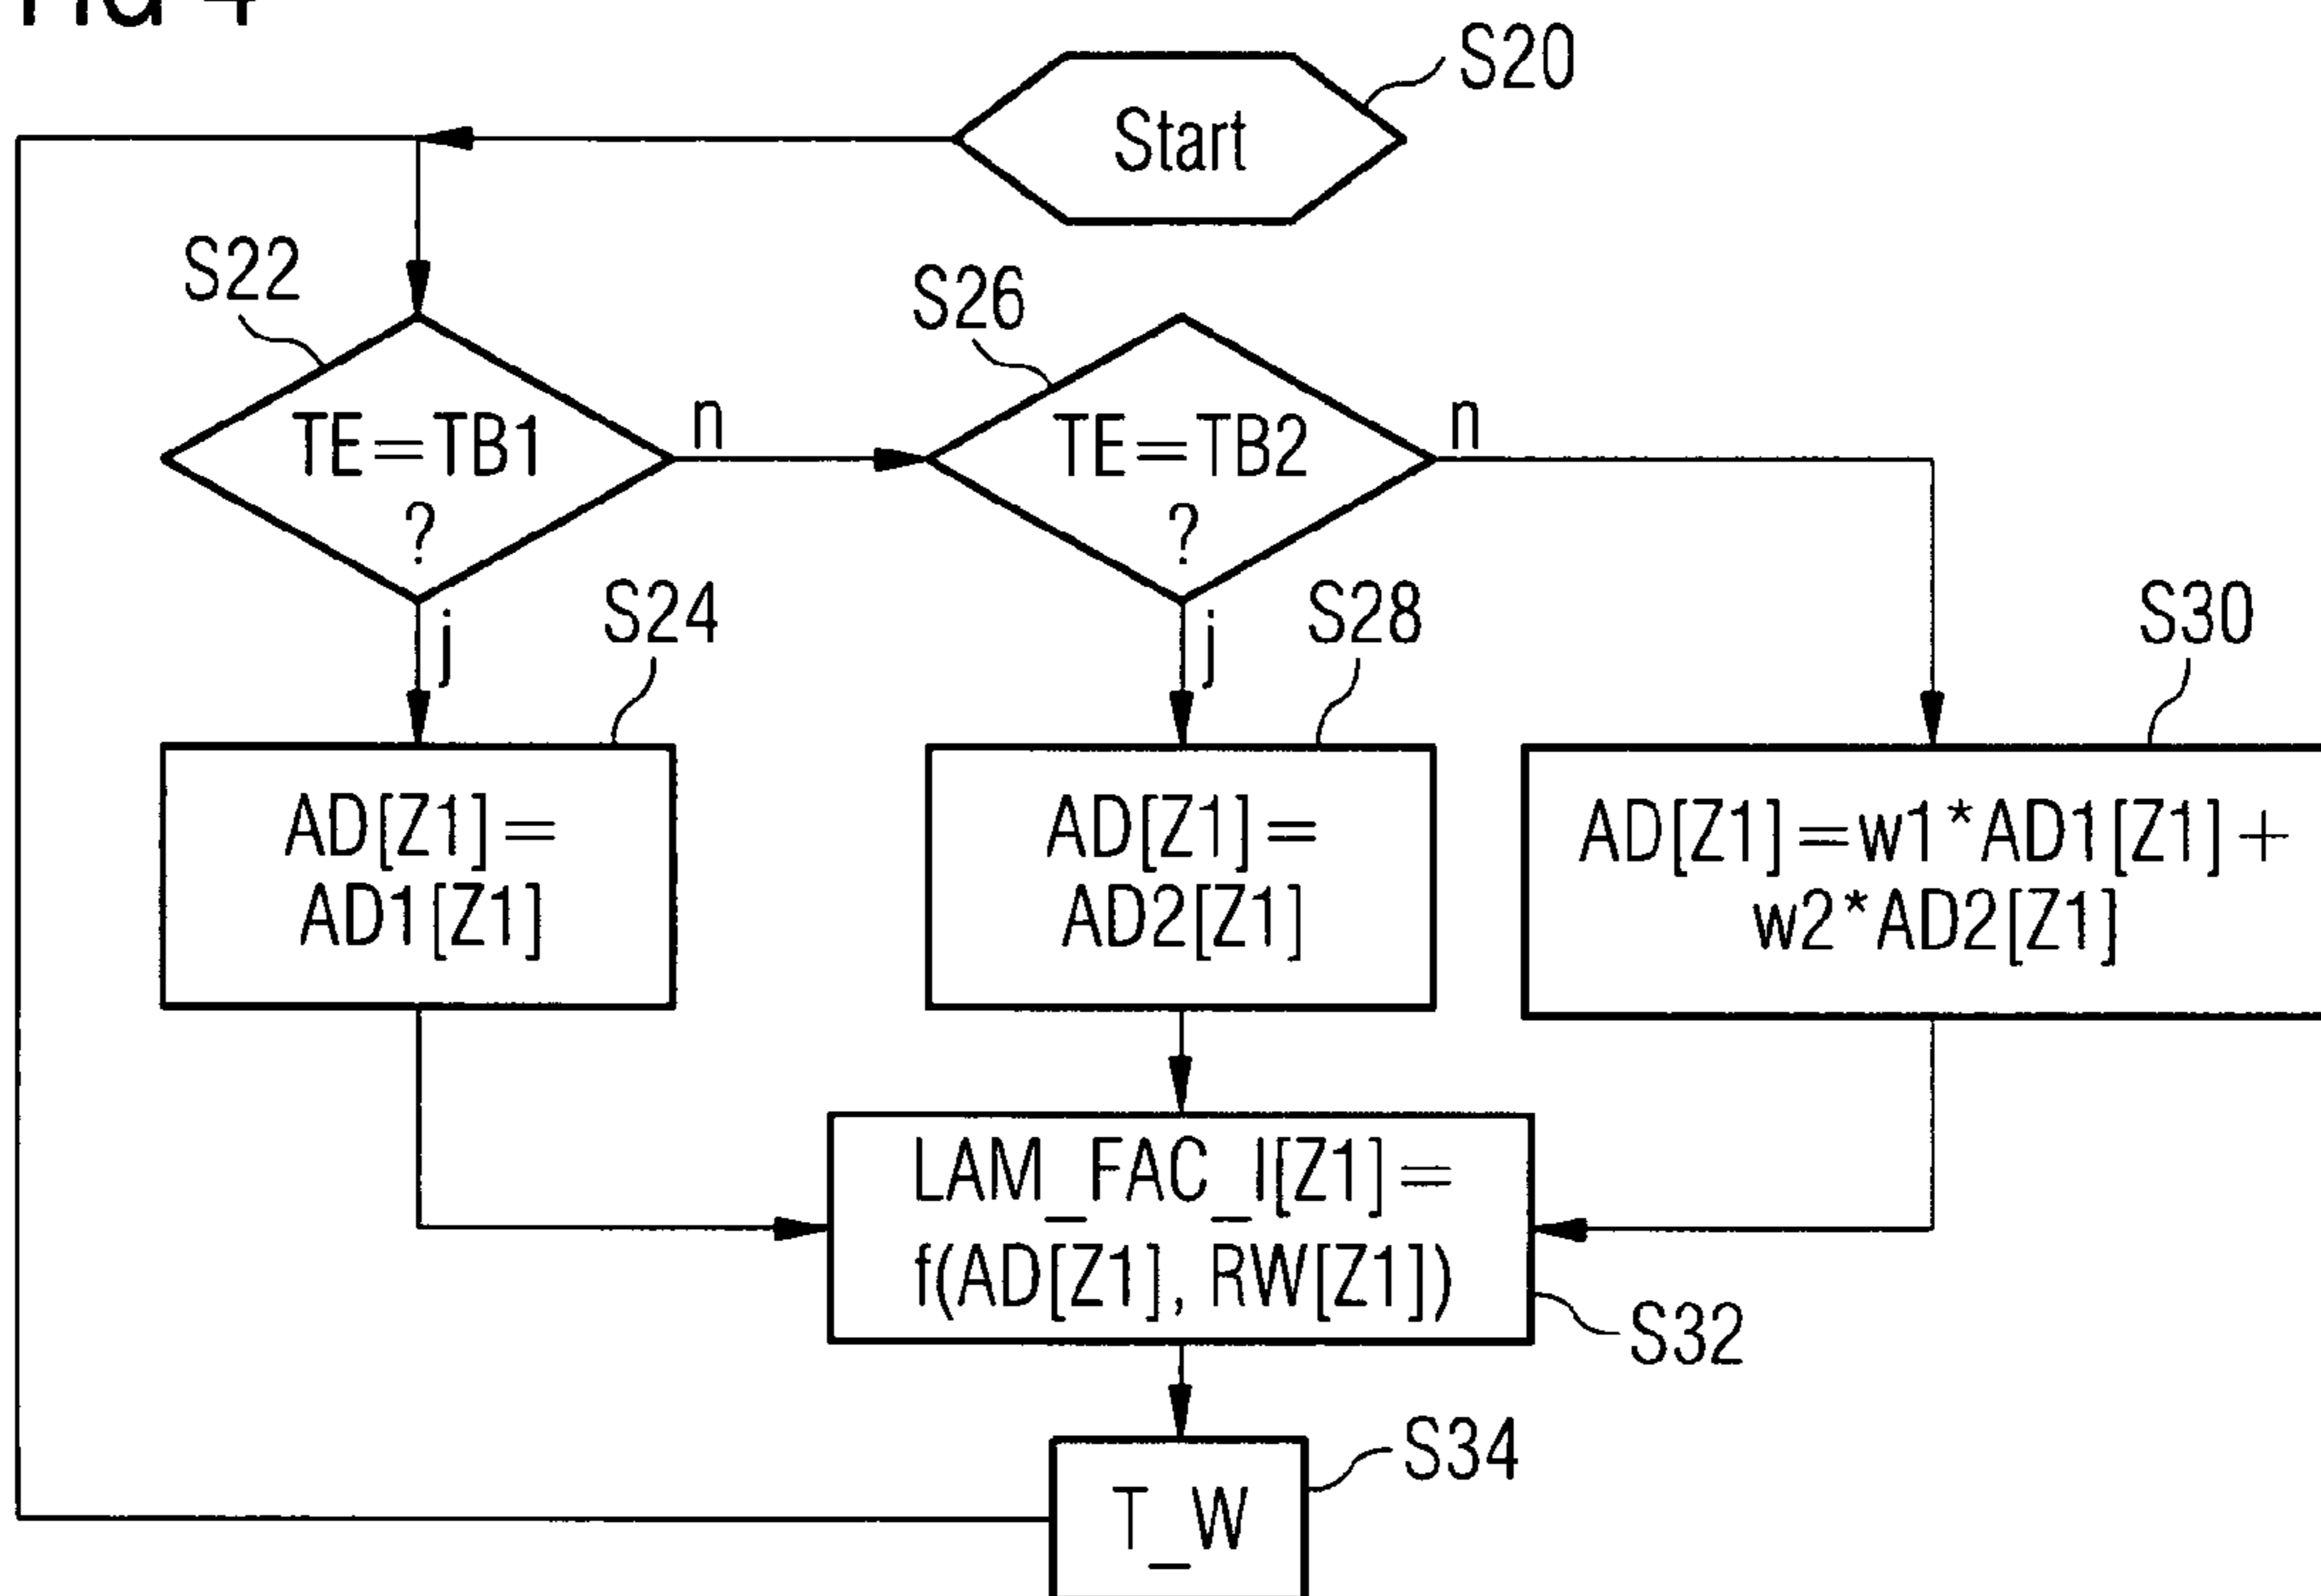 S20
Start
S22
S26
TE=TB1
?
n
TE=TB2
?
n
j
S24
j
S28
S30
AD[Z1]=
AD1[Z1]
AD[Z1]=
AD2[Z1]
AD[Z1]=w1*AD1[Z1]+
w2*AD2[Z1]
LAM_FAC_I[Z1]=
f(AD[Z1], RW[Z1])
S32
S34
T_W